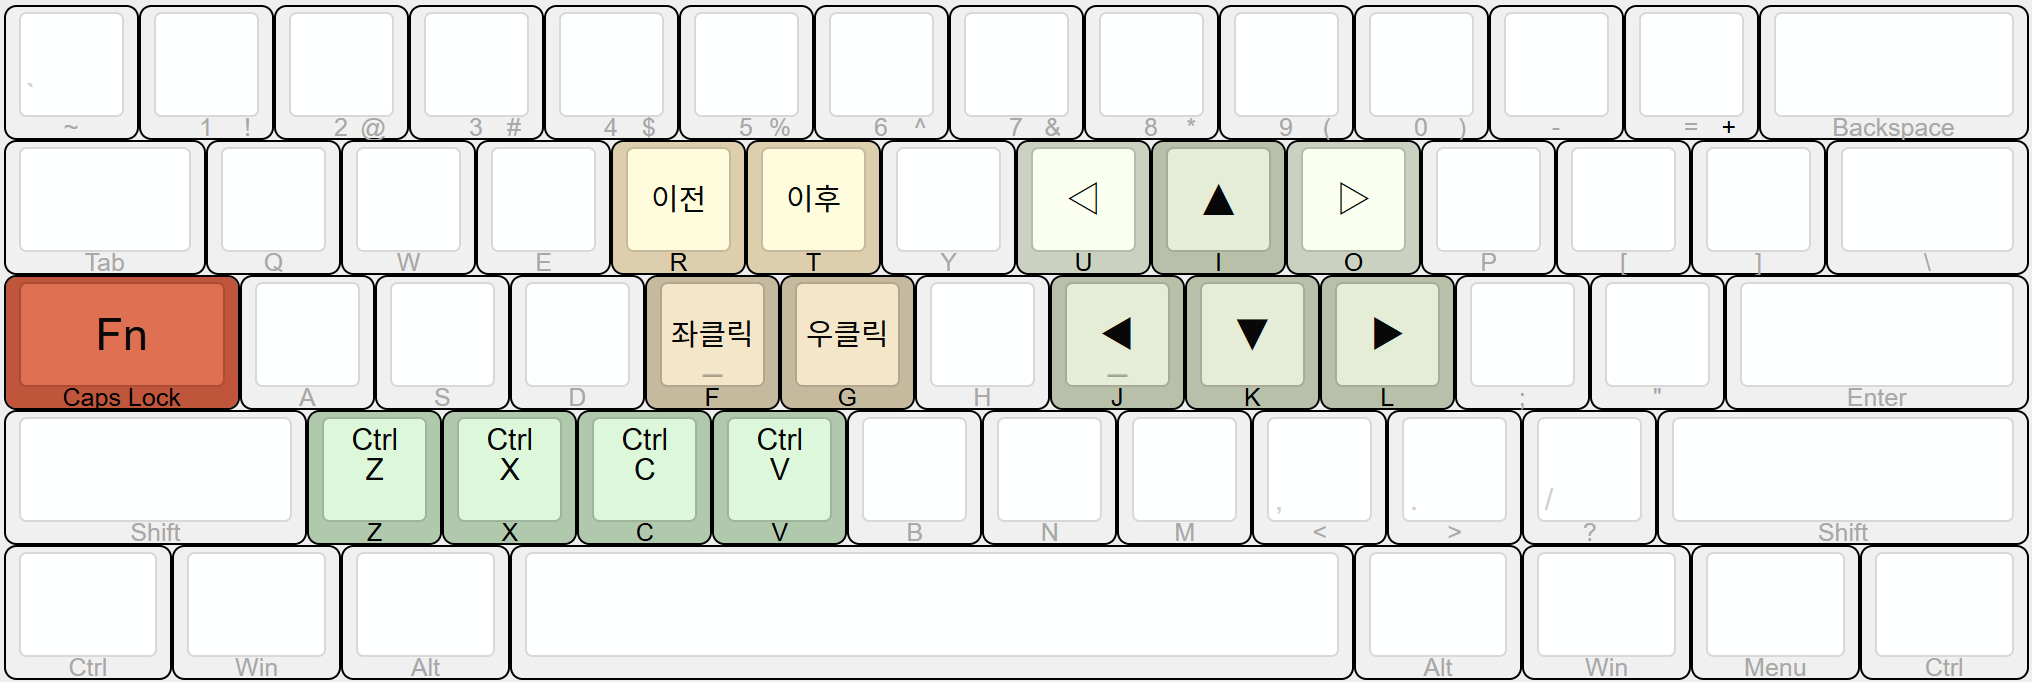 `
~ 1 ! 2 @ 3 # 4 $ 5 % 6 ^ 7 & 8 * 9 ( 0 ) - = + Backspace
이전 이후 ◁ ▲ ▷
Tab Q W E R T Y U I O P [ ] \
Fn 좌클릭 우클릭 ◀ ▼ ▶
_ _
Caps Lock A S D F G H J K L ; " Enter
Ctrl Ctrl Ctrl Ctrl
Z X C V
, . /
Shift Z X C V B N M < > ? Shift
Ctrl Win Alt Alt Win Menu Ctrl